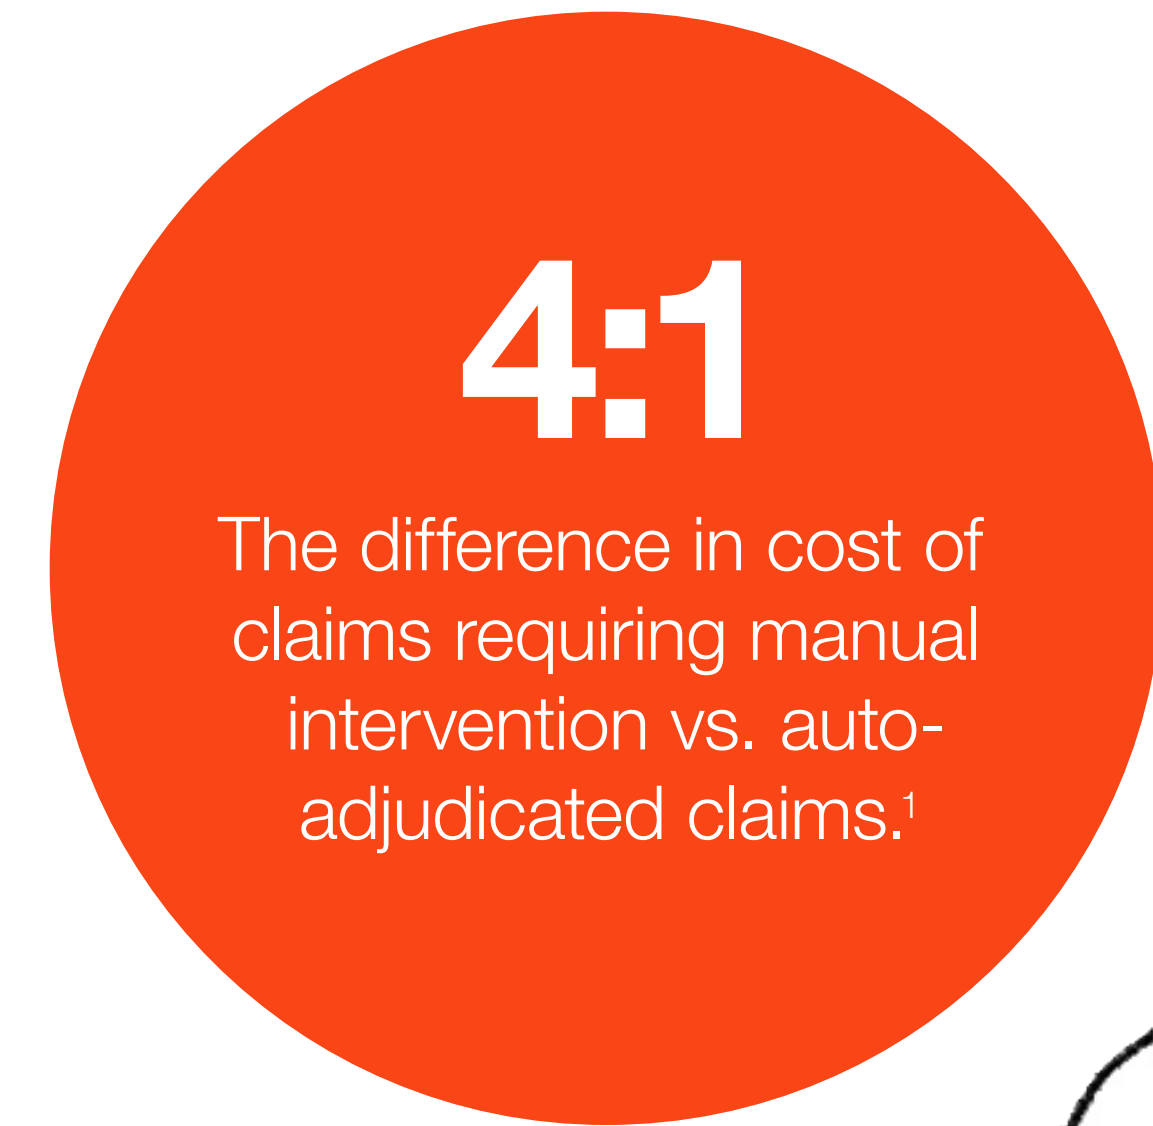 4:1
The difference in cost of
claims requiring manual
intervention vs. auto-
adjudicated claims.¹